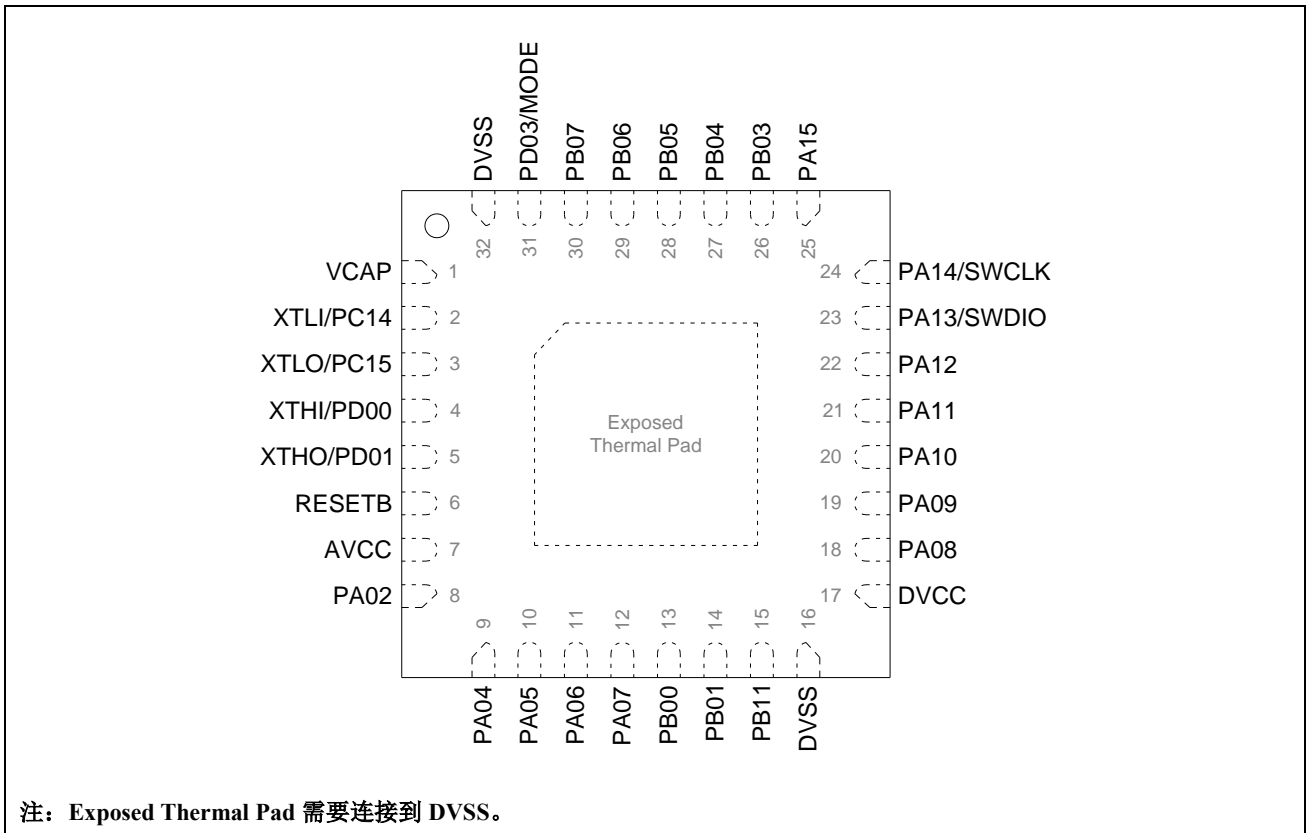 DVSS
PD03/MODE
PB07
PB06
PB05
PB04
PB03
PA15
32
31
30
29
28
27
26
25
VCAP 1
XTLI/PC14 2
XTLO/PC15 3
XTHI/PD00 4
XTHO/PD01 5
RESETB 6
AVCC 7
PA02 8
Exposed
Thermal Pad
24 PA14/SWCLK
23 PA13/SWDIO
22 PA12
21 PA11
20 PA10
19 PA09
18 PA08
17 DVCC
9
10
11
12
13
14
15
16
PA04
PA05
PA06
PA07
PB00
PB01
PB11
DVSS
注：Exposed Thermal Pad 需要连接到 DVSS。